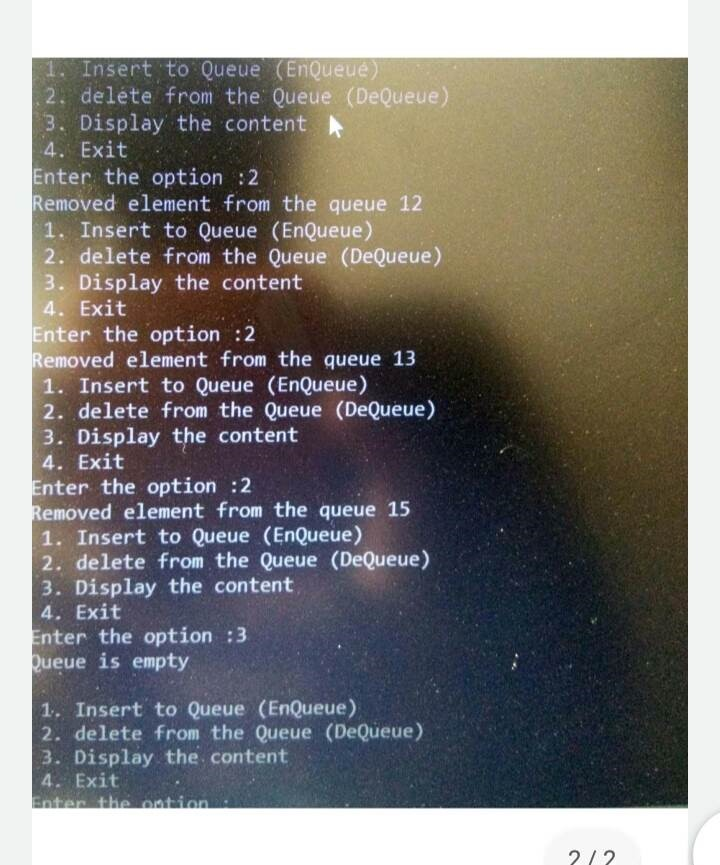 1. Insert to Queue (EnQueue)
2. delete from the Queue (DeQueue)
3. Display the content
4. Exit
Enter the option :2
Removed element from the queue 12
1. Insert to Queue (EnQueue)
2. delete from the Queue (DeQueue)
3. Display the content
4. Exit
Enter the option :2
Removed element from the queue 13
1. Insert to Queue (EnQueue)
2. delete from the Queue (DeQueue)
3. Display the content
4. Exit
Enter the option :2
Removed element from the queue 15
1. Insert to Queue (EnQueue)
2. delete from the Queue (DeQueue)
3. Display the content
4. Exit
Enter the option :3
Queue is empty
1. Insert to Queue (EnQueue)
2. delete from the Queue (DeQueue)
3. Display the content
4. Exit
Enter the option :
2/2